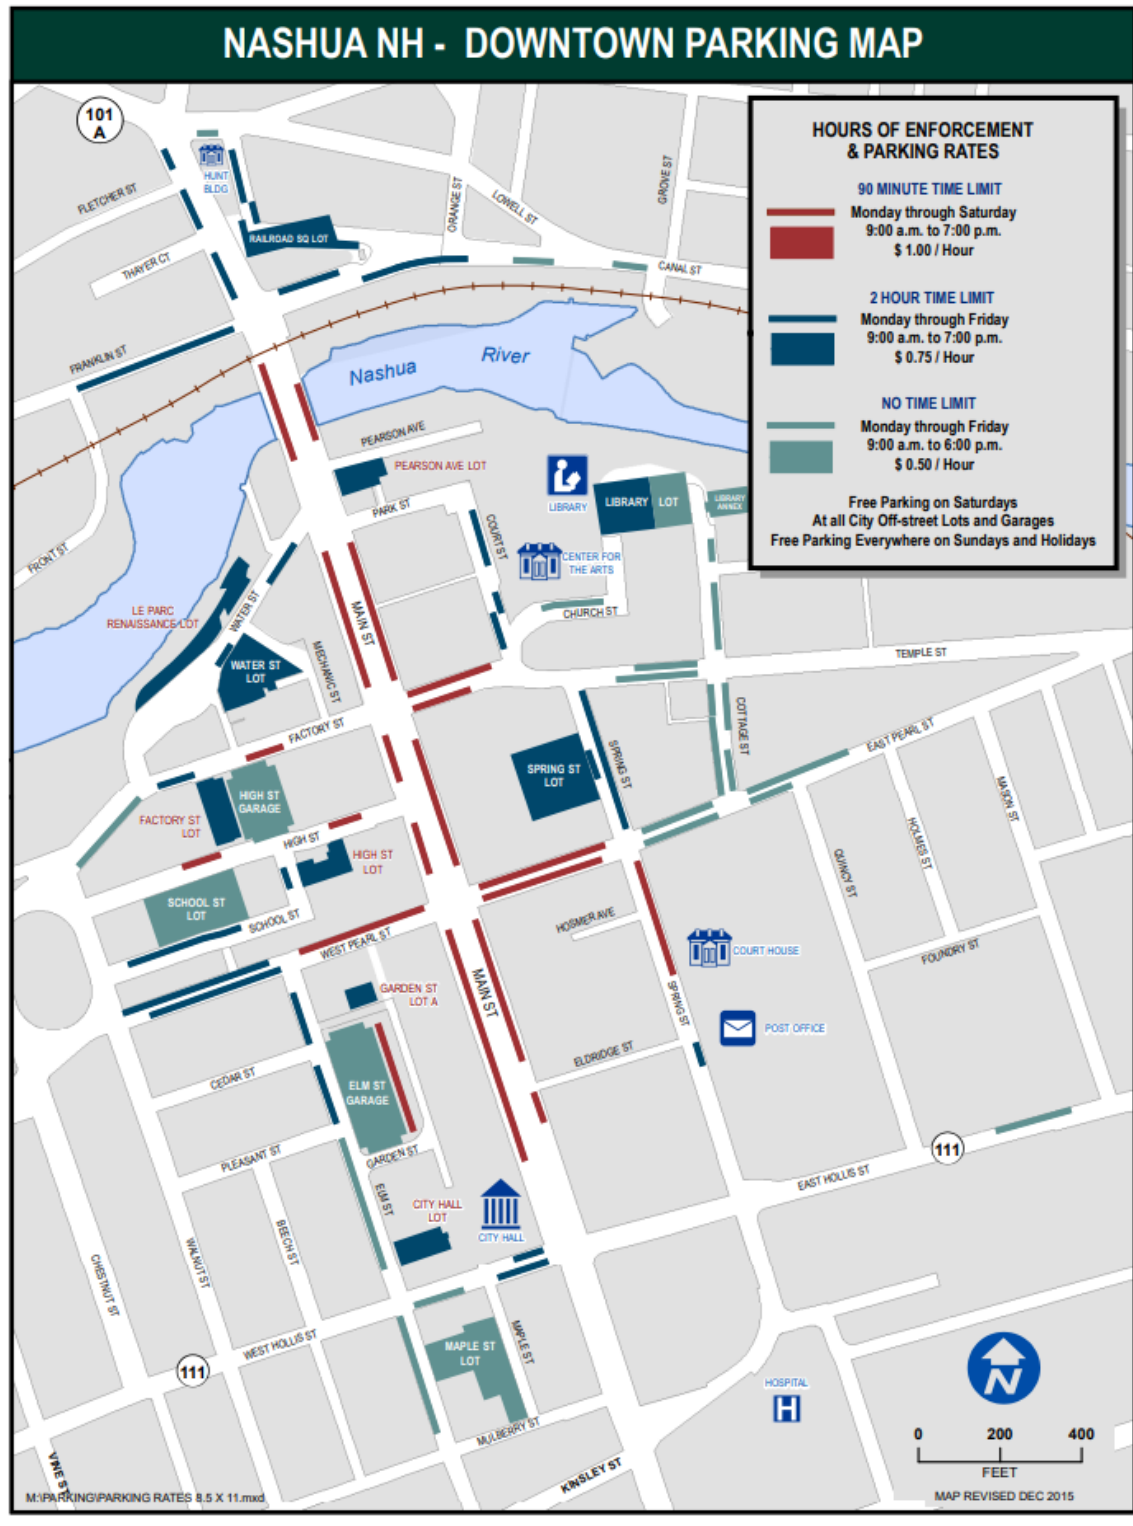 NASHUA NH - DOWNTOWN PARKING MAP
101
A
HUNT
BLDG
FLETCHER ST
THAYER CT
RAILROAD SQ LOT
ORANGE ST
LOWELL ST
GROVE ST
CANAL ST
FRANKLIN ST
HOURS OF ENFORCEMENT
& PARKING RATES
90 MINUTE TIME LIMIT
Monday through Saturday
9:00 a.m. to 7:00 p.m.
$ 1.00 / Hour
2 HOUR TIME LIMIT
Monday through Friday
9:00 a.m. to 7:00 p.m.
$ 0.75 / Hour
NO TIME LIMIT
Monday through Friday
9:00 a.m. to 6:00 p.m.
$ 0.50 / Hour
Free Parking on Saturdays
At all City Off-street Lots and Garages
Free Parking Everywhere on Sundays and Holidays
Nashua River
PEARSON AVE
PEARSON AVE LOT
PARK ST
COURT ST
LIBRARY
LIBRARY LOT
LIBRARY
ANNEX
CENTER FOR
THE ARTS
CHURCH ST
FRONT ST
LE PARC
RENAISSANCE LOT
WATER ST
MAIN ST
WATER ST
LOT
MECHANIC ST
TEMPLE ST
FACTORY ST
COTTAGE ST
EAST PEARL ST
SPRING ST
SPRING ST
LOT
HIGH ST
GARAGE
FACTORY ST
LOT
HIGH ST
HIGH ST
LOT
MASON ST
HOLMES ST
QUINCY ST
SCHOOL ST
LOT
SCHOOL ST
WEST PEARL ST
HOSMER AVE
COURT HOUSE
FOUNDRY ST
GARDEN ST
LOT A
MAIN ST
SPRING ST
POST OFFICE
ELDRIDGE ST
CEDAR ST
ELM ST
GARAGE
PLEASANT ST
GARDEN ST
111
EAST HOLLIS ST
ELM ST
CITY HALL
LOT
CITY HALL
BEECH ST
WALNUT ST
CHESTNUT ST
WEST HOLLIS ST
111
MAPLE ST
LOT
MAPLE ST
MULBERRY ST
HOSPITAL
H
N
KINSLEY ST
VINE ST
0 200 400
FEET
M:\PARKING\PARKING RATES 8.5 X 11.mxd
MAP REVISED DEC 2015